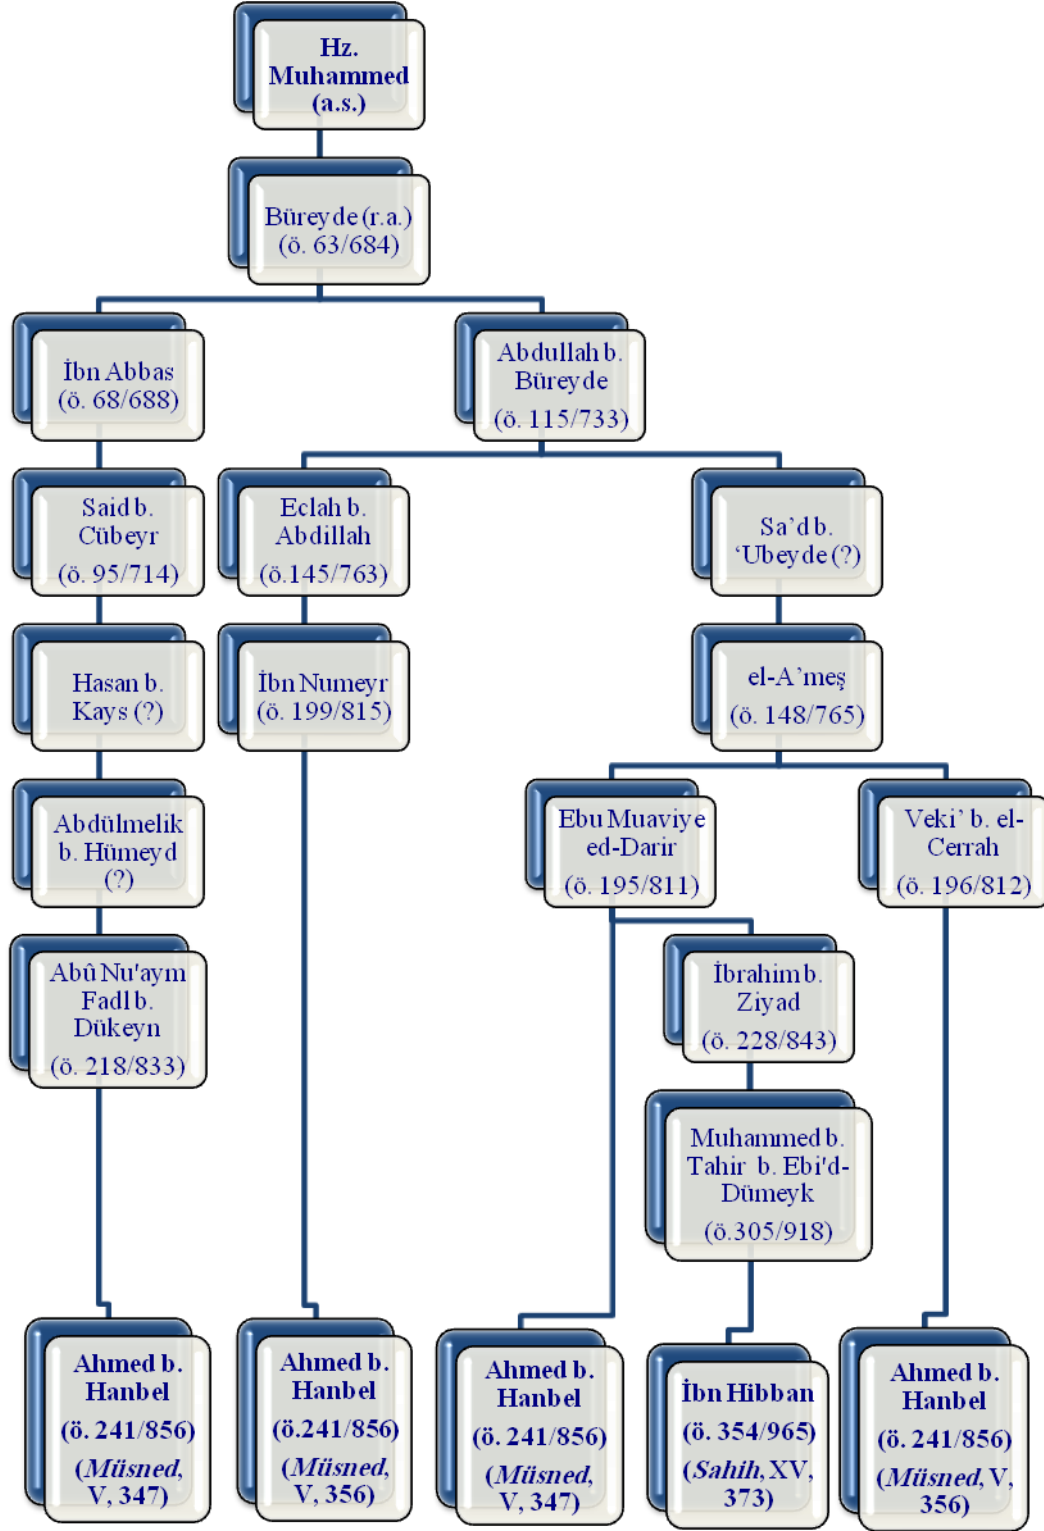 Hz.
Muhammed
(a.s.)
Büreyde (r.a.)
(ö. 63/684)
İbn Abbas
(ö. 68/688)
Abdullah b.
Büreyde
(ö. 115/733)
Said b.
Cübeyr
(ö. 95/714)
Eclah b.
Abdillah
(ö.145/763)
Sa’d b.
‘Ubeyde (?)
Hasan b.
Kays (?)
İbn Numeyr
(ö. 199/815)
el-A’meş
(ö. 148/765)
Abdülmelik
b. Hümeyd
(?)
Ebu Muaviye
ed-Darir
(ö. 195/811)
Veki’ b. el-
Cerrah
(ö. 196/812)
Abû Nu'aym
Fadl b.
Dükeyn
(ö. 218/833)
İbrahim b.
Ziyad
(ö. 228/843)
Muhammed b.
Tahir b. Ebi'd-
Dümeyk
(ö.305/918)
Ahmed b.
Hanbel
(ö. 241/856)
(Müsned,
V, 347)
Ahmed b.
Hanbel
(ö.241/856)
(Müsned,
V, 356)
Ahmed b.
Hanbel
(ö. 241/856)
(Müsned,
V, 347)
İbn Hibban
(ö. 354/965)
(Sahih, XV,
373)
Ahmed b.
Hanbel
(ö. 241/856)
(Müsned, V,
356)